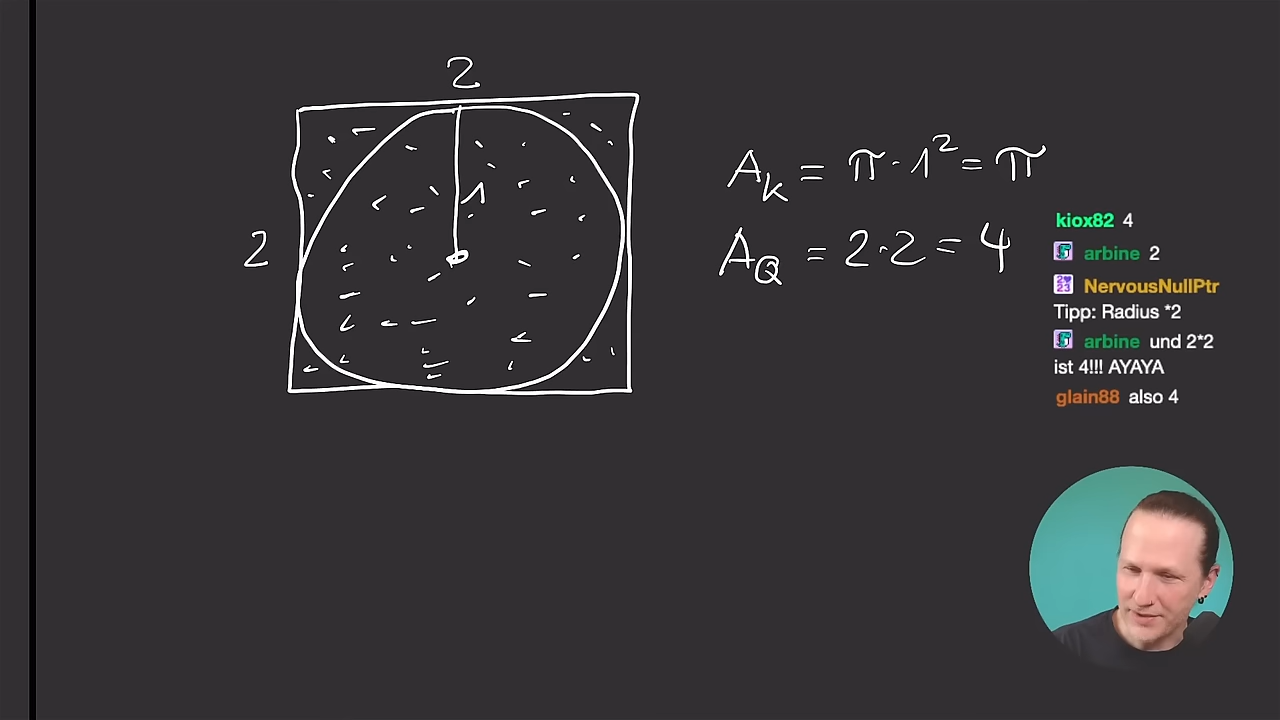 2
1
2
A_K = π · 1² = π
A_Q = 2 · 2 = 4
kiox82 4
arbine 2
NervousNullPtr
Tipp: Radius *2
arbine und 2*2
ist 4!!! AYAYA
glain88 also 4